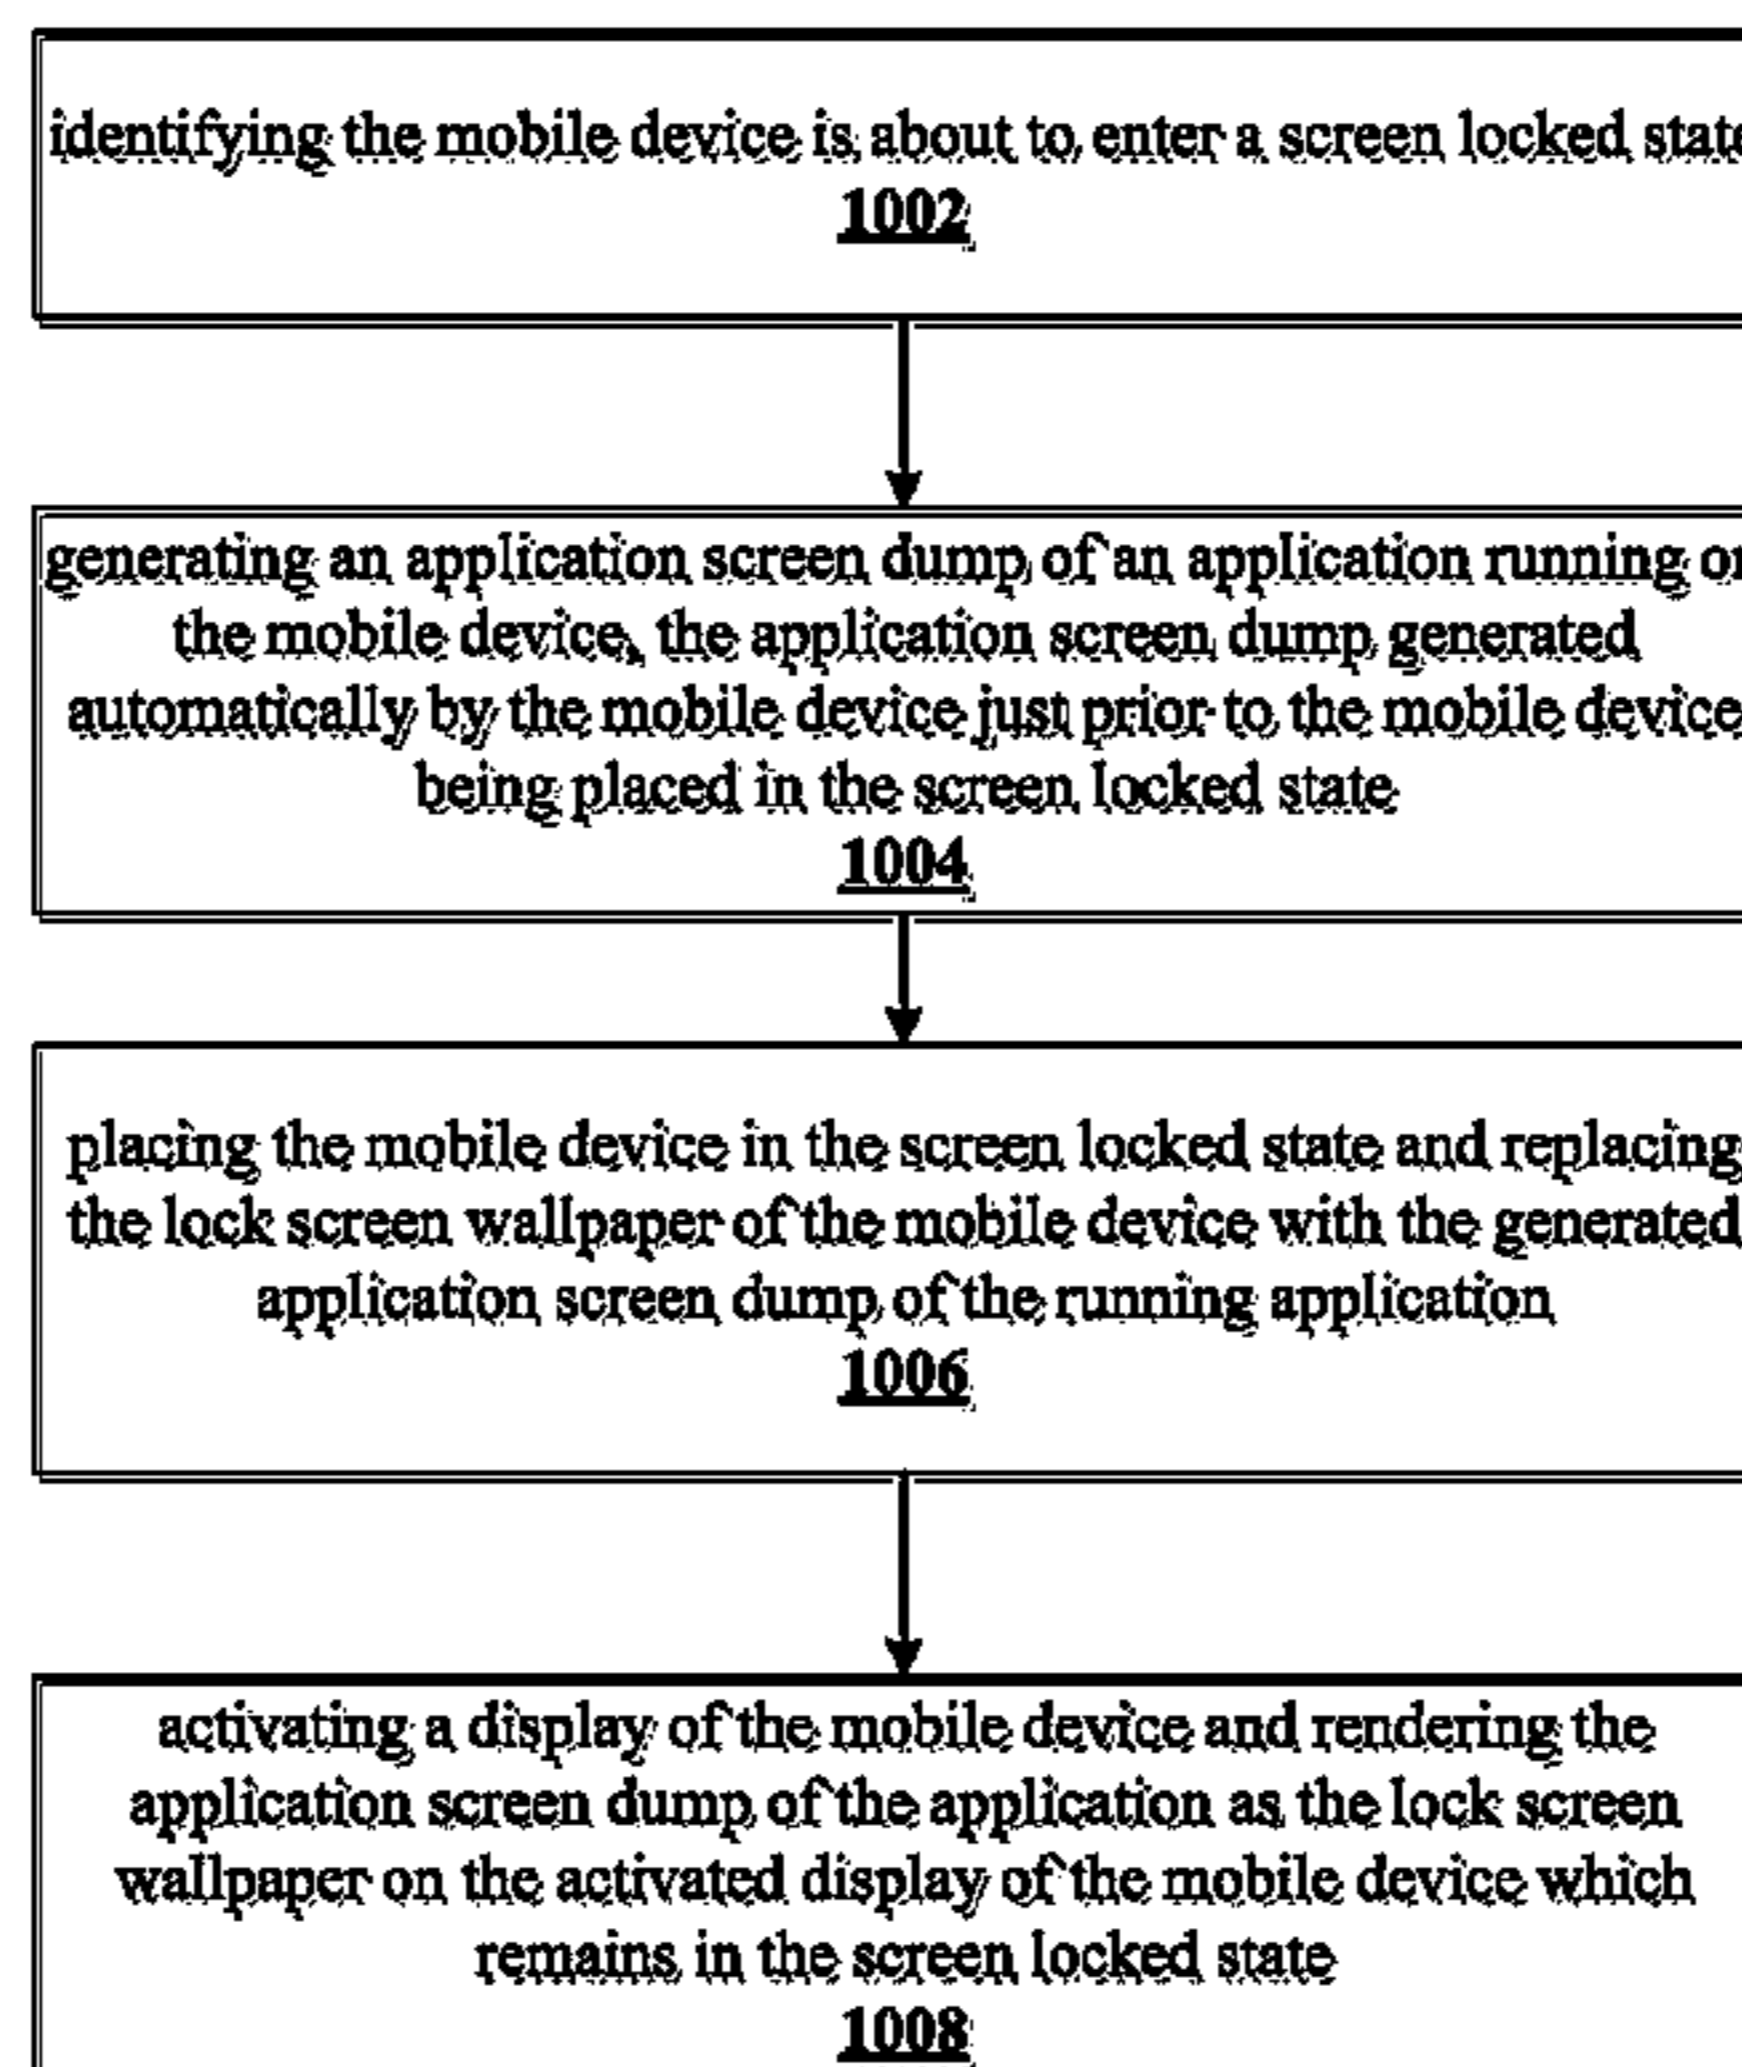 identifying the mobile device is about to enter a screen locked state
1002
generating an application screen dump of an application running on
the mobile device, the application screen dump generated
automatically by the mobile device just prior to the mobile device
being placed in the screen locked state
1004
placing the mobile device in the screen locked state and replacing
the lock screen wallpaper of the mobile device with the generated
application screen dump of the running application
1006
activating a display of the mobile device and rendering the
application screen dump of the application as the lock screen
wallpaper on the activated display of the mobile device which
remains in the screen locked state
1008